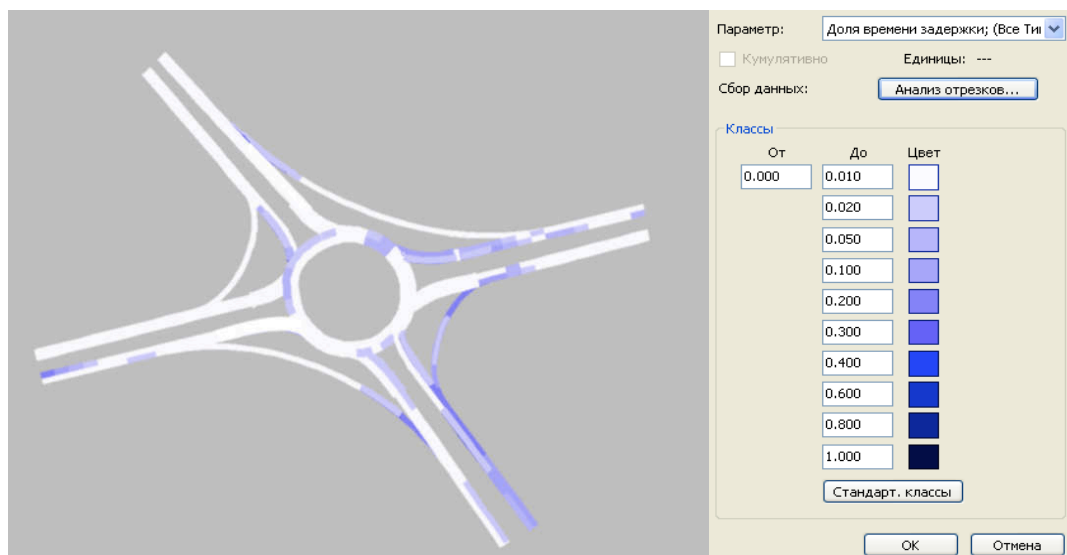 Параметр: Доля времени задержки; (Все Ти
Кумулятивно Единицы: ---
Сбор данных: Анализ отрезков...
Классы
От До Цвет
0.000 0.010
0.020
0.050
0.100
0.200
0.300
0.400
0.600
0.800
1.000
Стандарт. классы
OK Отмена